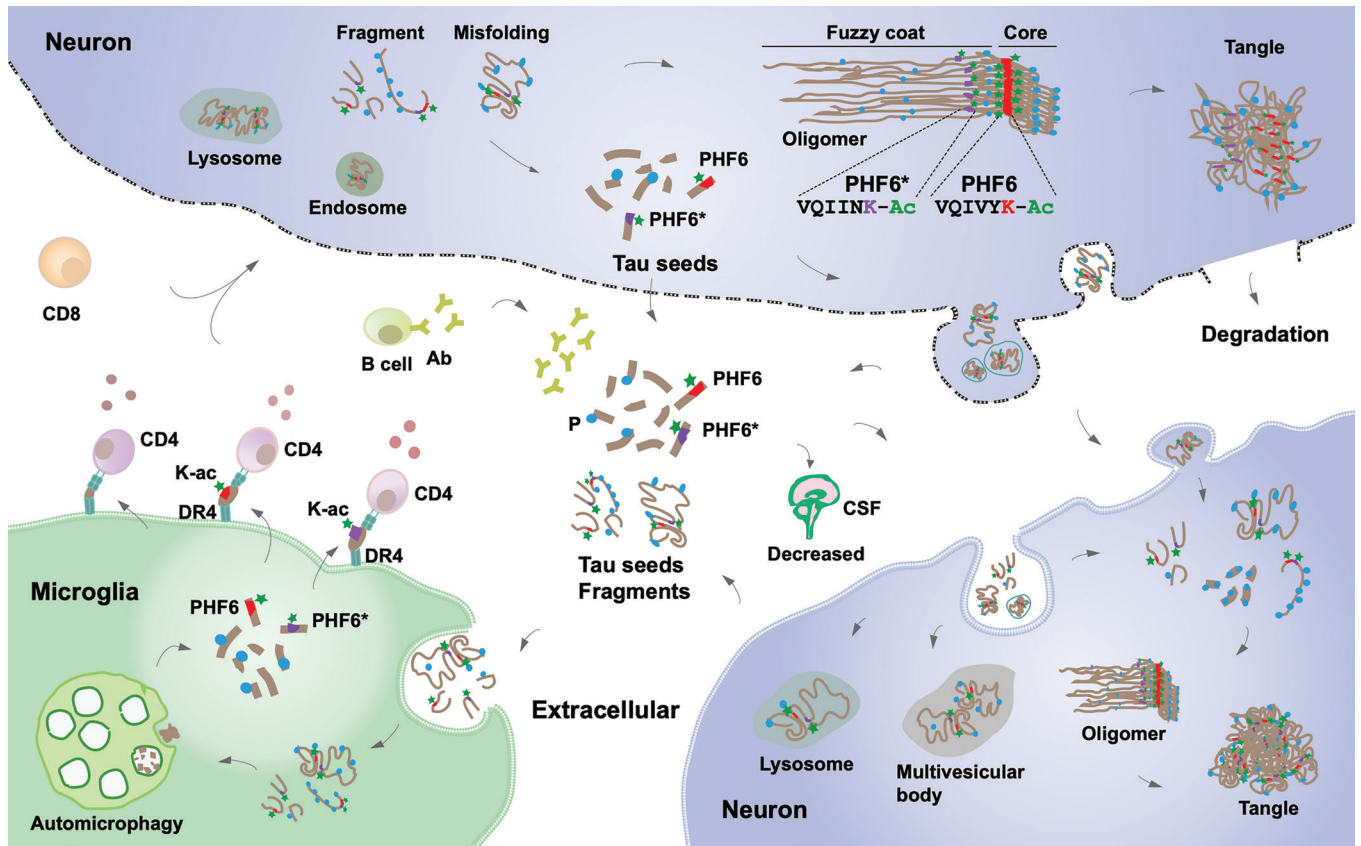 Neuron
Fragment
Misfolding
Fuzzy coat
Core
Tangle
Lysosome
Endosome
Oligomer
PHF6
PHF6*
Tau seeds
PHF6*
VQIINK-Ac
PHF6
VQIVYK-Ac
CD8
B cell
Ab
Degradation
PHF6
P
PHF6*
CD4
CD4
K-ac
DR4
CD4
K-ac
DR4
Tau seeds
Fragments
CSF
Decreased
Microglia
PHF6
PHF6*
Automicrophagy
Extracellular
Lysosome
Multivesicular
body
Oligomer
Tangle
Neuron